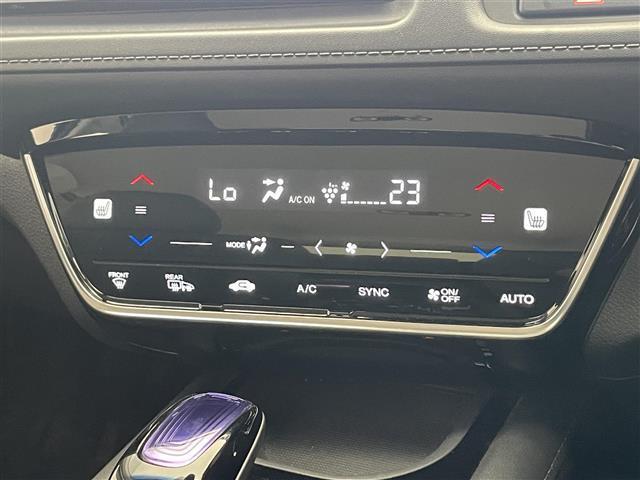 Lo A/C ON 23
MODE
FRONT REAR A/C SYNC ON/OFF AUTO